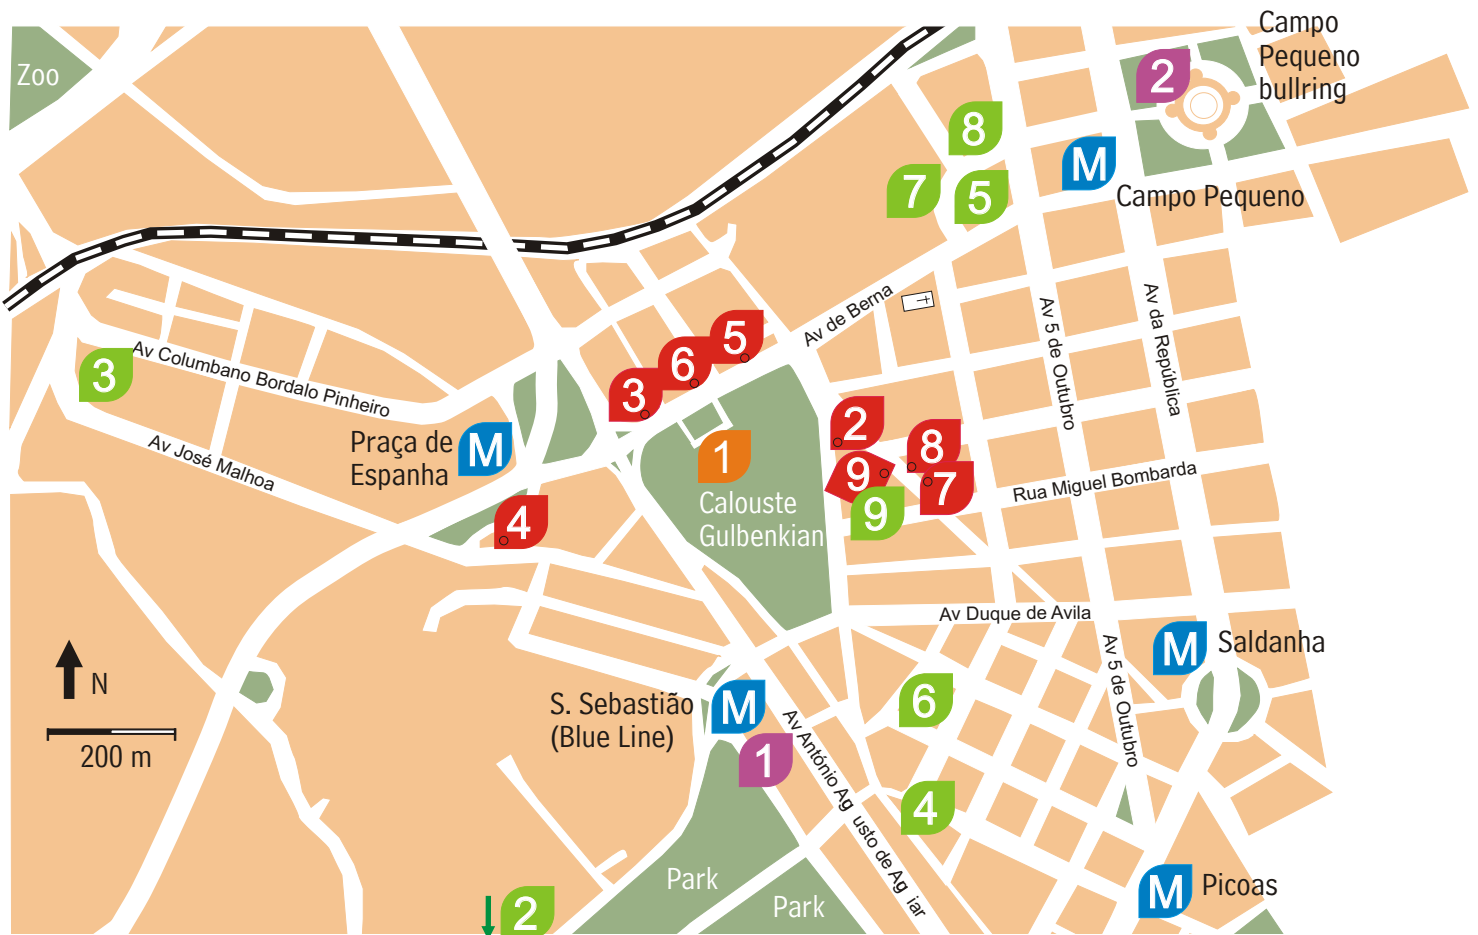 Campo
Pequeno
bullring
Zoo
2
8
M
7
5
Campo Pequeno
Av de Berna
Av 5 de Outubro
Av da República
5
6
3
3
Av Columbano Bordalo Pinheiro
Av José Malhoa
Praça de
Espanha
M
1
Calouste
Gulbenkian
2
8
9
7
9
Rua Miguel Bombarda
4
Av Duque de Avila
Av 5 de Outubro
M
Saldanha
N
200 m
S. Sebastião
(Blue Line)
M
1
Av António Ag usto de Ag iar
6
4
Park
Park
M
Picoas
2